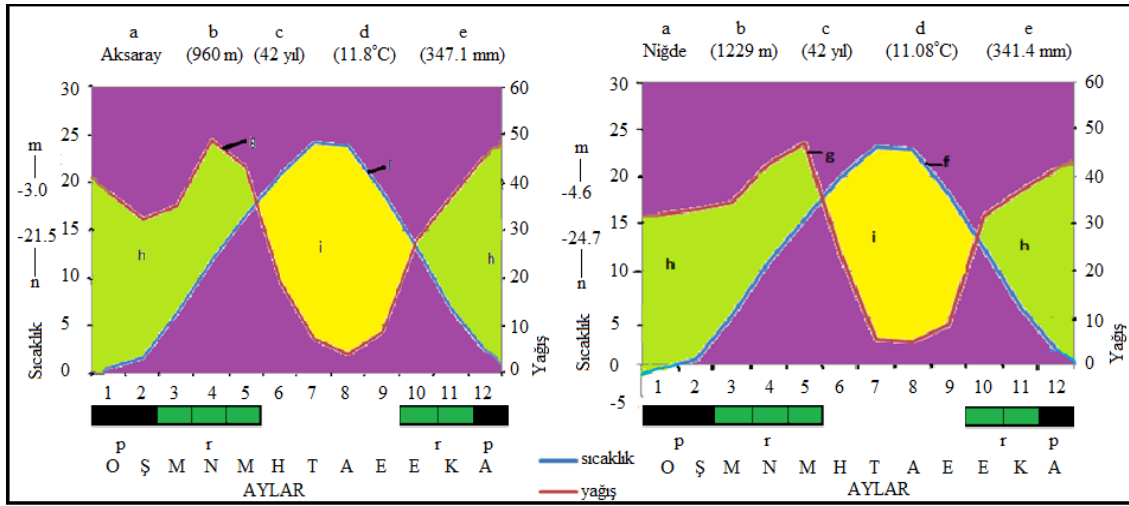 a b c d e
Aksaray (960 m) (42 yıl) (11.8°C) (347.1 mm)
30 60
25 50
20 40
15 30
10 20
5 10
0 0
m
-3.0
-21.5
n
Sıcaklık
Yağış
g
f
h
i
h
1 2 3 4 5 6 7 8 9 10 11 12
p r r p
O Ş M N M H T A E E K A
AYLAR
a b c d e
Niğde (1229 m) (42 yıl) (11.08°C) (341.4 mm)
30 60
25 50
20 40
15 30
10 20
5 10
0 0
-5
m
-4.6
-24.7
n
Sıcaklık
Yağış
g
f
h
i
h
1 2 3 4 5 6 7 8 9 10 11 12
p r r p
O Ş M N M H T A E E K A
AYLAR
sıcaklık
yağış